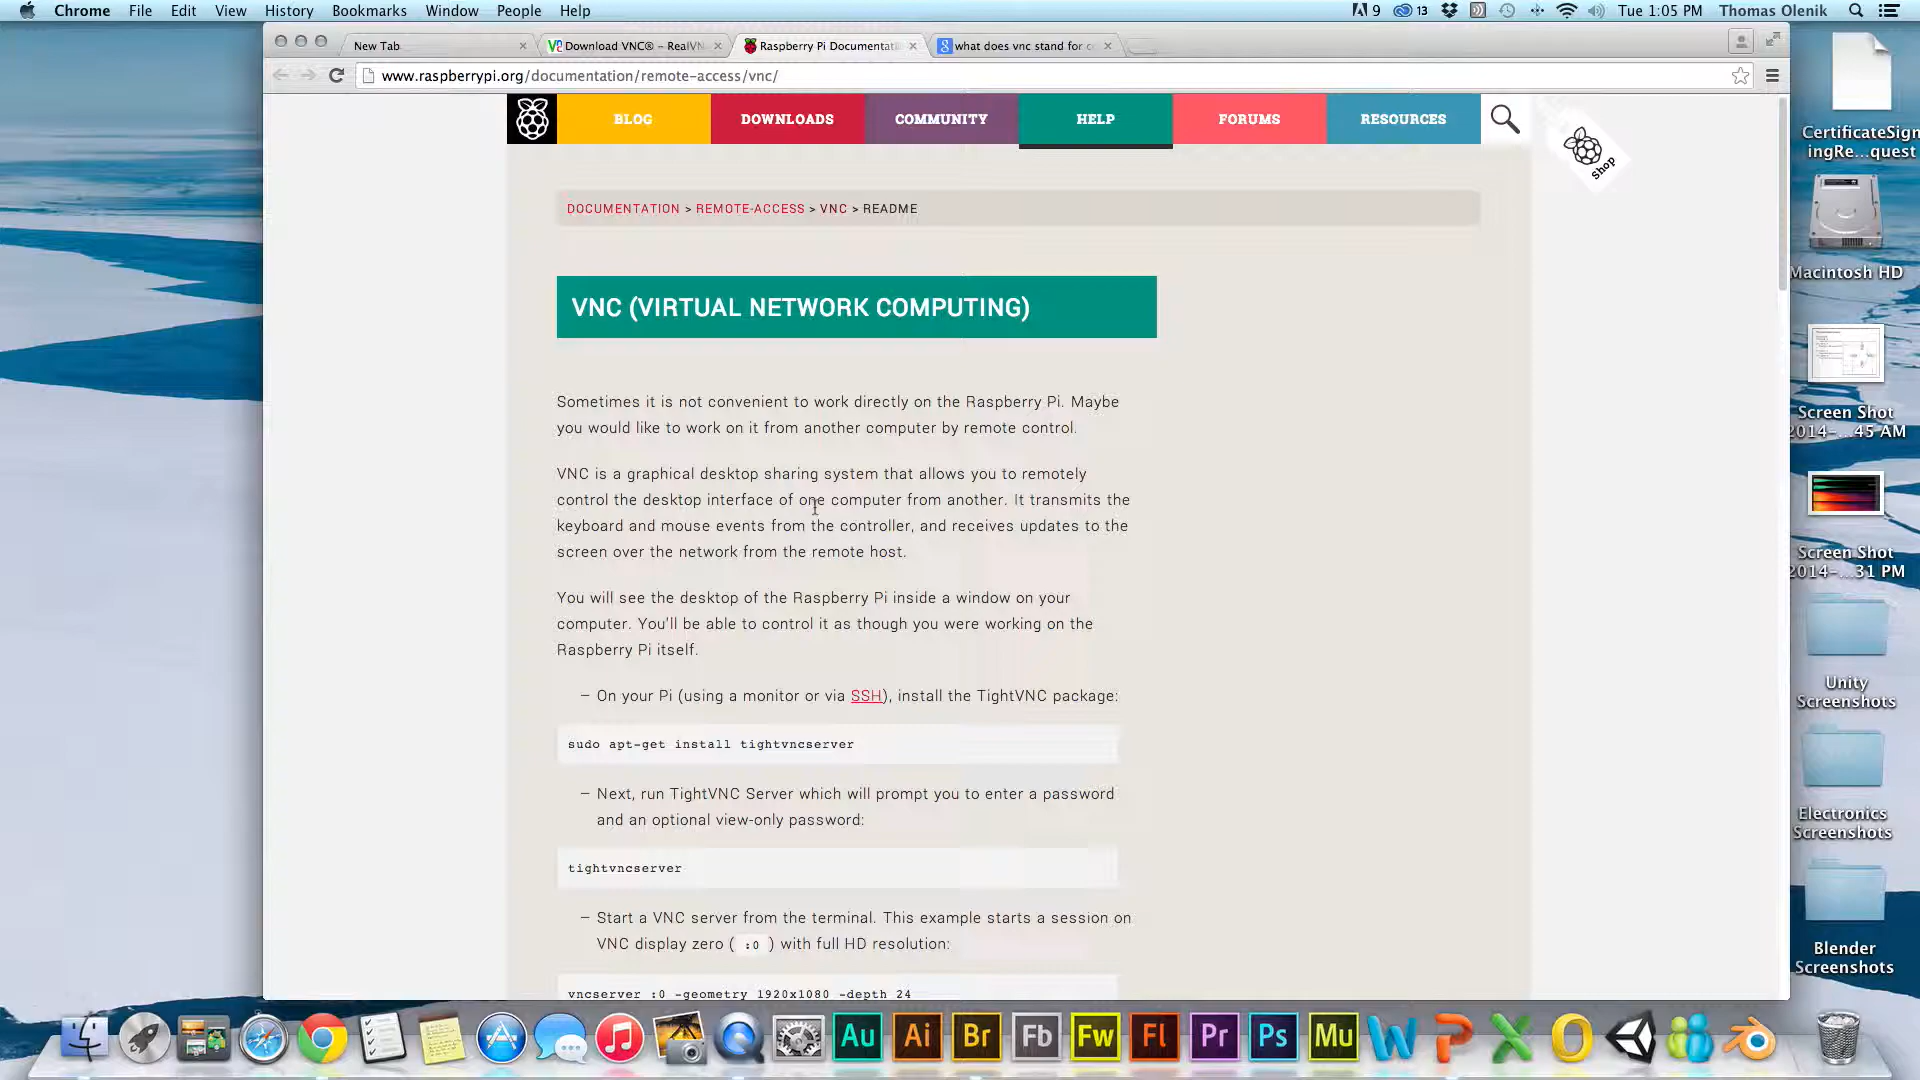 Chrome File Edit View History Bookmarks Window People Help
9 13 Tue 1:05 PM Thomas Olenik
New Tab
Download VNC® – RealVN
Raspberry Pi Documentat
what does vnc stand for c
www.raspberrypi.org/documentation/remote-access/vnc/
BLOG DOWNLOADS COMMUNITY HELP FORUMS RESOURCES
Shop
DOCUMENTATION > REMOTE-ACCESS > VNC > README
VNC (VIRTUAL NETWORK COMPUTING)
Sometimes it is not convenient to work directly on the Raspberry Pi. Maybe
you would like to work on it from another computer by remote control.
VNC is a graphical desktop sharing system that allows you to remotely
control the desktop interface of one computer from another. It transmits the
keyboard and mouse events from the controller, and receives updates to the
screen over the network from the remote host.
You will see the desktop of the Raspberry Pi inside a window on your
computer. You'll be able to control it as though you were working on the
Raspberry Pi itself.
– On your Pi (using a monitor or via SSH), install the TightVNC package:
sudo apt-get install tightvncserver
– Next, run TightVNC Server which will prompt you to enter a password
and an optional view-only password:
tightvncserver
– Start a VNC server from the terminal. This example starts a session on
VNC display zero ( :0 ) with full HD resolution:
vncserver :0 -geometry 1920x1080 -depth 24
CertificateSign
ingRe...quest
Macintosh HD
Screen Shot
2014-...45 AM
Screen Shot
2014-...31 PM
Unity
Screenshots
Electronics
Screenshots
Blender
Screenshots
Au Ai Br Fb Fw Fl Pr Ps Mu